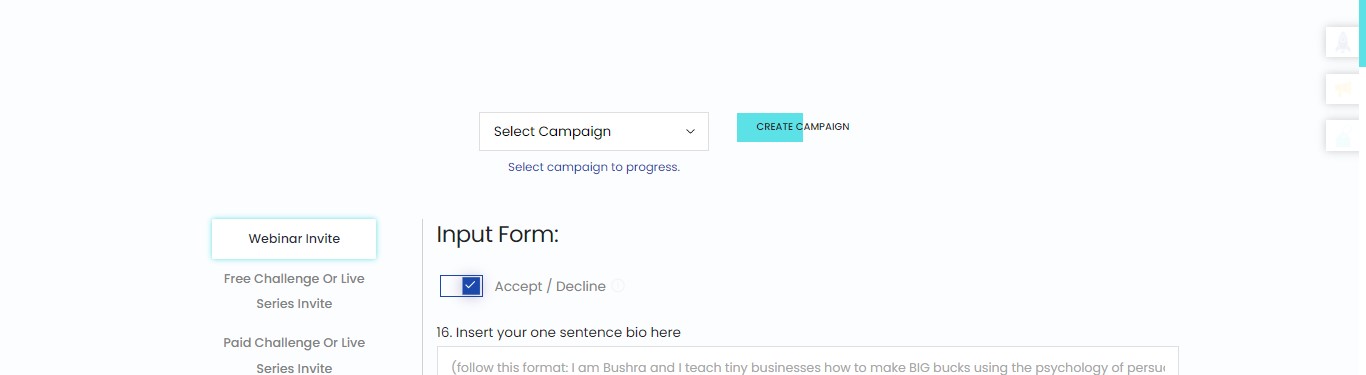 Select Campaign
CREATE CAMPAIGN
Select campaign to progress.
Webinar Invite
Free Challenge Or Live
Series Invite
Paid Challenge Or Live
Series Invite
Input Form:
Accept / Decline
16. Insert your one sentence bio here
(follow this format: I am Bushra and I teach tiny businesses how to make BIG bucks using the psychology of